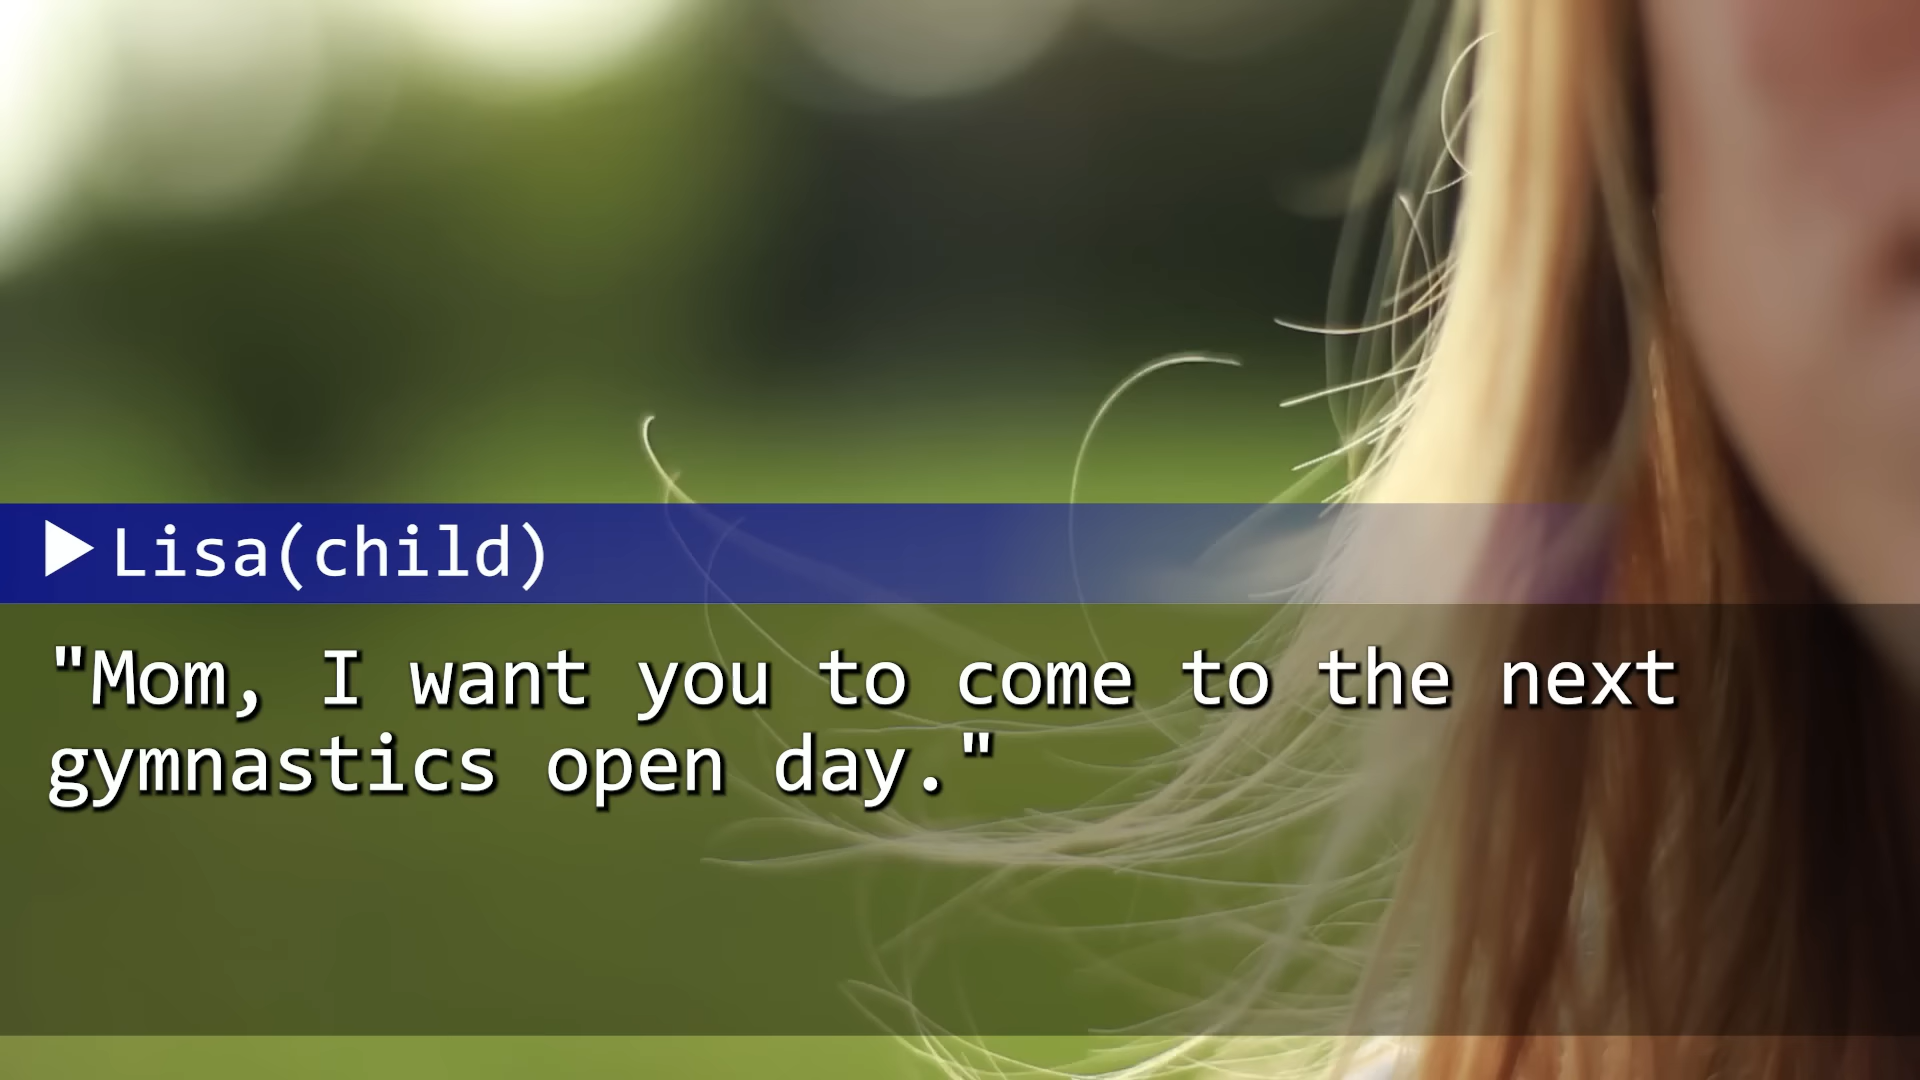 Lisa(child)
"Mom, I want you to come to the next
gymnastics open day."